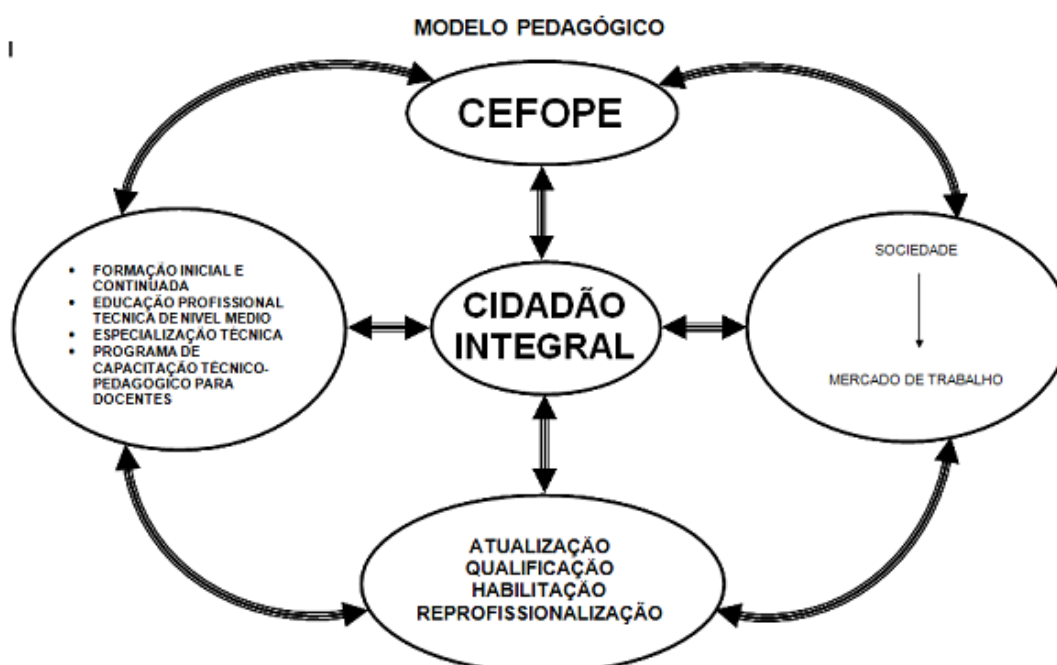 MODELO PEDAGÓGICO
I
CEFOPE
• FORMAÇÃO INICIAL E
CONTINUADA
• EDUCAÇÃO PROFISSIONAL
TECNICA DE NIVEL MEDIO
• ESPECIALIZAÇÃO TÉCNICA
• PROGRAMA DE
CAPACITAÇÃO TÉCNICO-
PEDAGOGICO PARA
DOCENTES
CIDADÃO
INTEGRAL
SOCIEDADE
MERCADO DE TRABALHO
ATUALIZAÇÃO
QUALIFICAÇÃO
HABILITAÇÃO
REPROFISSIONALIZAÇÃO